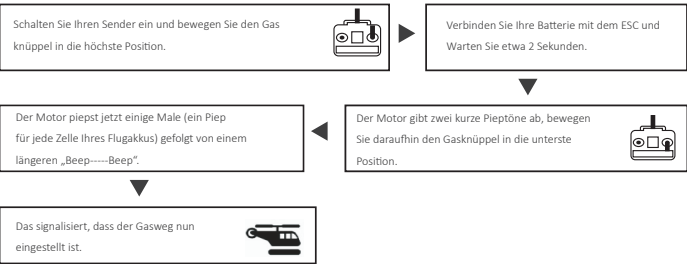 Schalten Sie Ihren Sender ein und bewegen Sie den Gas
knüppel in die höchste Position.
Verbinden Sie Ihre Batterie mit dem ESC und
Warten Sie etwa 2 Sekunden.
Der Motor gibt zwei kurze Pieptöne ab, bewegen
Sie daraufhin den Gasknüppel in die unterste
Position.
Der Motor piepst jetzt einige Male (ein Piep
für jede Zelle Ihres Flugakkus) gefolgt von einem
längeren „Beep-----Beep".
Das signalisiert, dass der Gasweg nun
eingestellt ist.